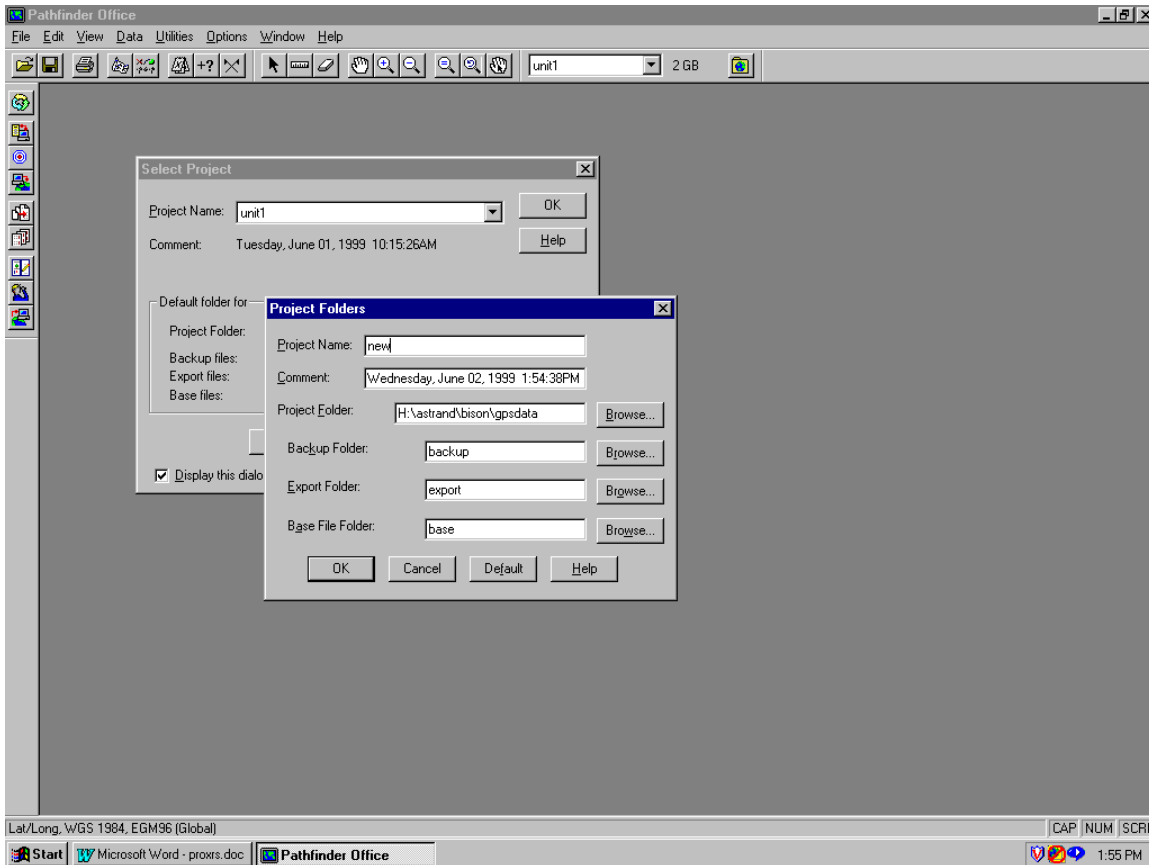 Pathfinder Office
File Edit View Data Utilities Options Window Help
+? unit1 2 GB
Select Project
Project Name: unit1 OK
Comment: Tuesday, June 01, 1999 10:15:26AM Help
Default folder for
Project Folder:
Backup files:
Export files:
Base files:
Display this dialo
Project Folders
Project Name: new
Comment: Wednesday, June 02, 1999 1:54:38PM
Project Folder: H:\astrand\bison\gpsdata Browse...
Backup Folder: backup Browse...
Export Folder: export Browse...
Base File Folder: base Browse...
OK Cancel Default Help
Lat/Long, WGS 1984, EGM96 (Global) CAP NUM SCRI
Start Microsoft Word - proxrs.doc Pathfinder Office 1:55 PM